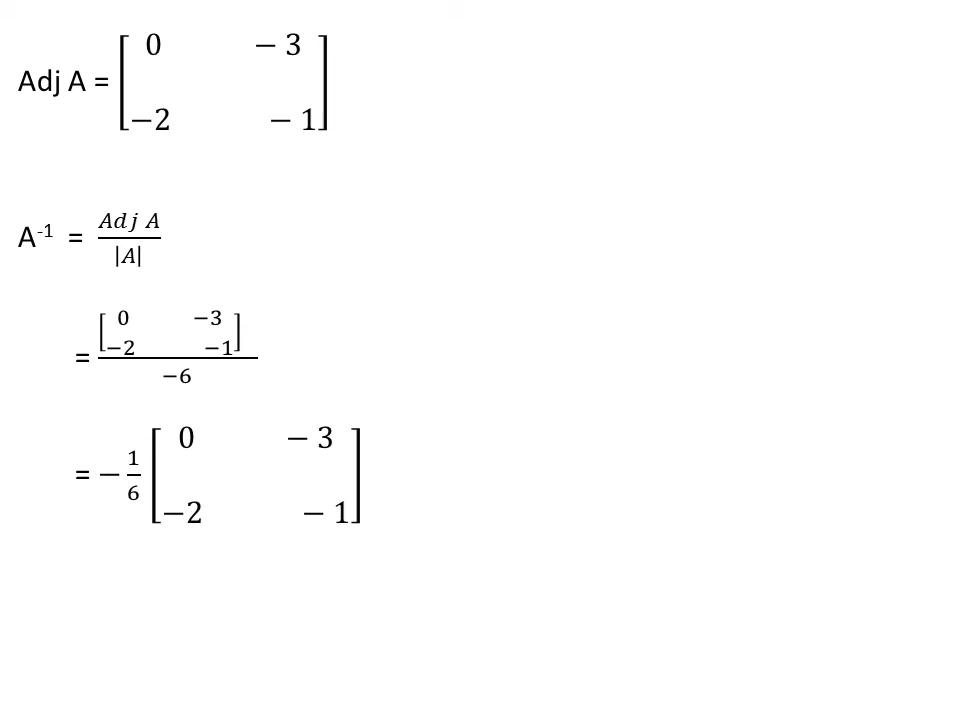 Adj A = [0 −3
−2 −1]
A⁻¹ = Adj A / |A|
= [0 −3
−2 −1] / −6
= −1/6 [0 −3
−2 −1]